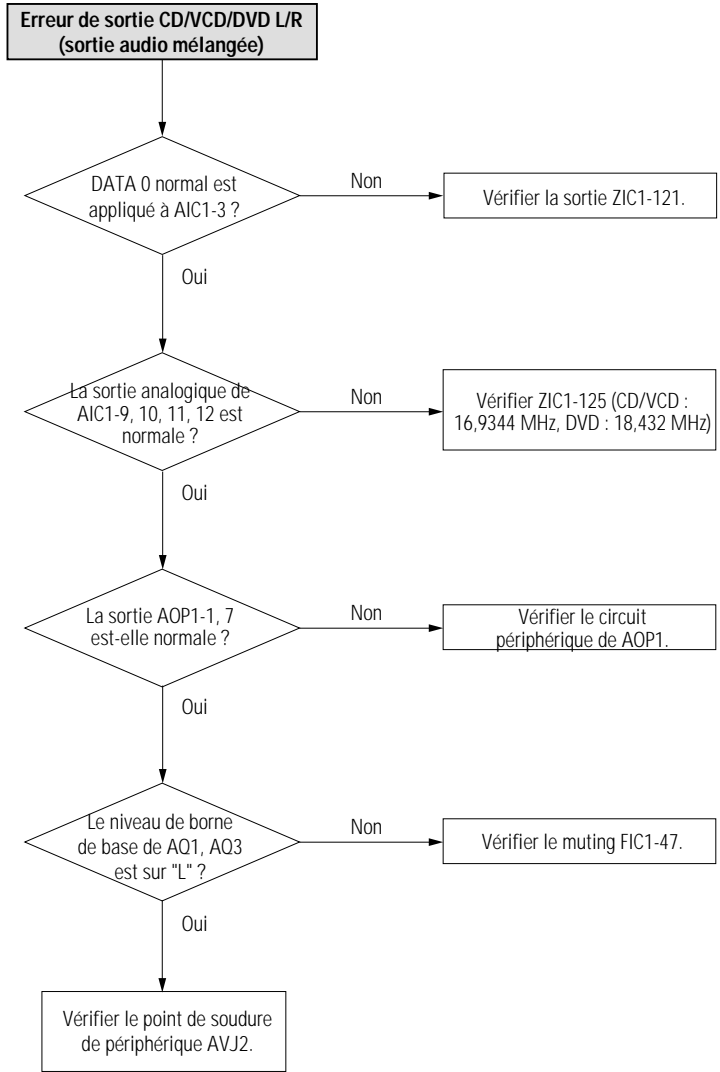 Erreur de sortie CD/VCD/DVD L/R
(sortie audio mélangée)
DATA 0 normal est
appliqué à AIC1-3 ?
Non
Vérifier la sortie ZIC1-121.
Oui
La sortie analogique de
AIC1-9, 10, 11, 12 est
normale ?
Non
Vérifier ZIC1-125 (CD/VCD :
16,9344 MHz, DVD : 18,432 MHz)
Oui
La sortie AOP1-1, 7
est-elle normale ?
Non
Vérifier le circuit
périphérique de AOP1.
Oui
Le niveau de borne
de base de AQ1, AQ3
est sur "L" ?
Non
Vérifier le muting FIC1-47.
Oui
Vérifier le point de soudure
de périphérique AVJ2.